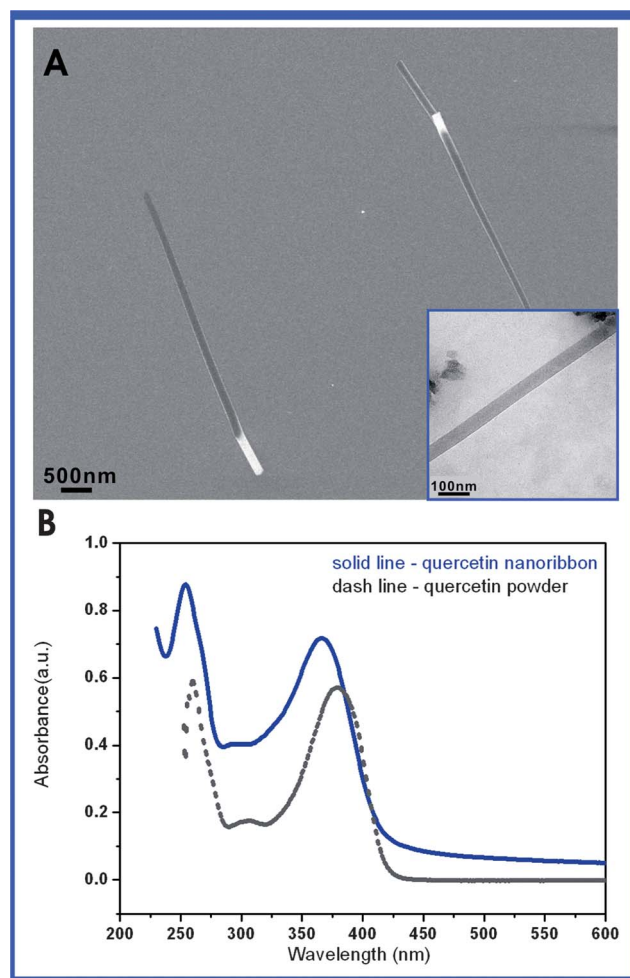 A
500nm
100nm
B
solid line - quercetin nanoribbon
dash line - quercetin powder
1.0
0.8
0.6
0.4
0.2
0.0
Absorbance(a.u.)
200 250 300 350 400 450 500 550 600
Wavelength (nm)